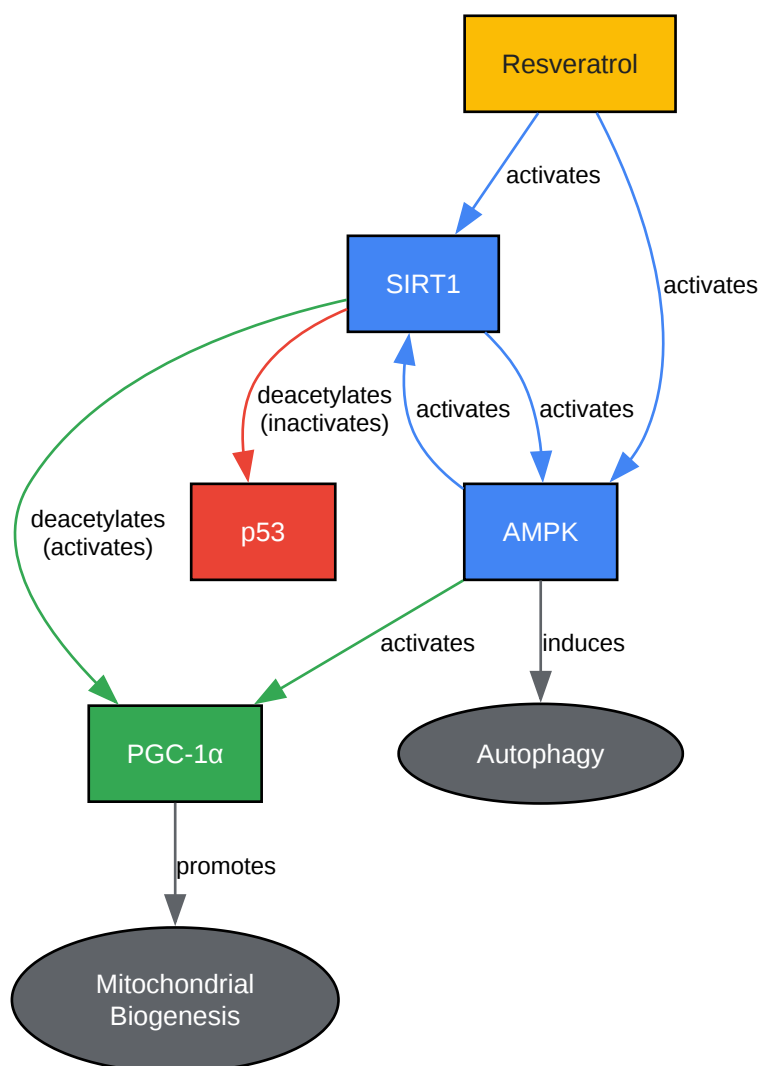 Resveratrol
activates
SIRT1
activates
deacetylates
(inactivates)
activates
activates
deacetylates
(activates)
p53
AMPK
activates
induces
PGC-1α
Autophagy
promotes
Mitochondrial
Biogenesis